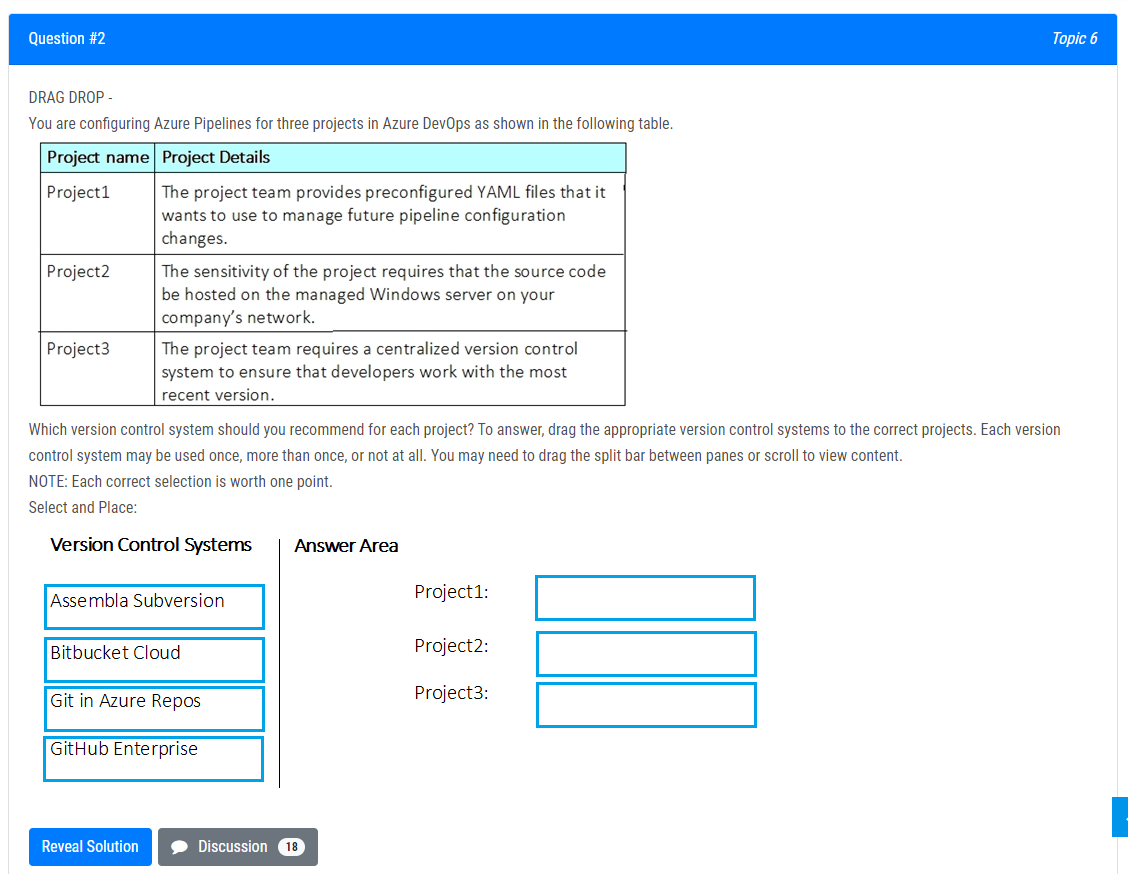 Question #2
Topic 6
DRAG DROP -
You are configuring Azure Pipelines for three projects in Azure DevOps as shown in the following table.
Project name Project Details
Project1 The project team provides preconfigured YAML files that it
wants to use to manage future pipeline configuration
changes.
Project2 The sensitivity of the project requires that the source code
be hosted on the managed Windows server on your
company's network.
Project3 The project team requires a centralized version control
system to ensure that developers work with the most
recent version.
Which version control system should you recommend for each project? To answer, drag the appropriate version control systems to the correct projects. Each version
control system may be used once, more than once, or not at all. You may need to drag the split bar between panes or scroll to view content.
NOTE: Each correct selection is worth one point.
Select and Place:
Version Control Systems
Assembla Subversion
Bitbucket Cloud
Git in Azure Repos
GitHub Enterprise
Answer Area
Project1:
Project2:
Project3:
Reveal Solution
Discussion 18